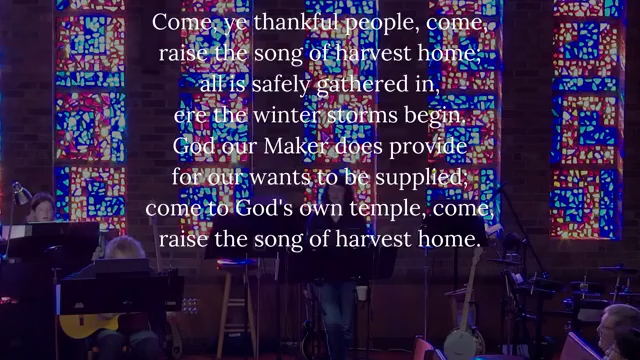 Come, ye thankful people, come,
raise the song of harvest home;
all is safely gathered in,
ere the winter storms begin.
God our Maker does provide
for our wants to be supplied;
come to God's own temple, come,
raise the song of harvest home.